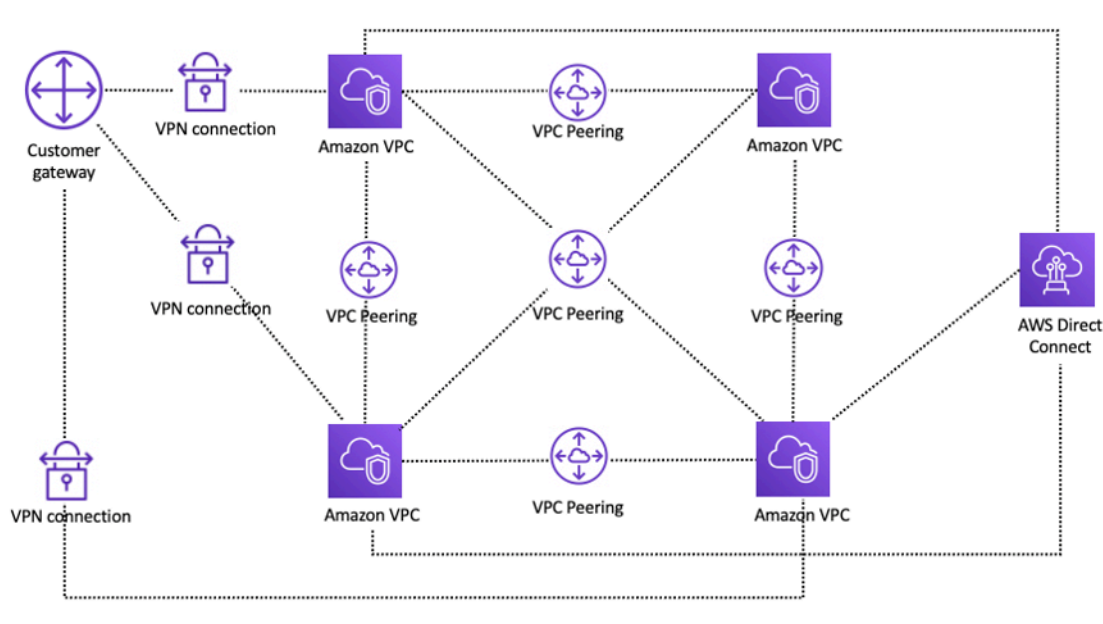 VPN connection
VPC Peering
Customer
gateway
Amazon VPC
Amazon VPC
VPN connection
VPC Peering
VPC Peering
VPC Peering
AWS Direct
Connect
VPN connection
Amazon VPC
VPC Peering
Amazon VPC